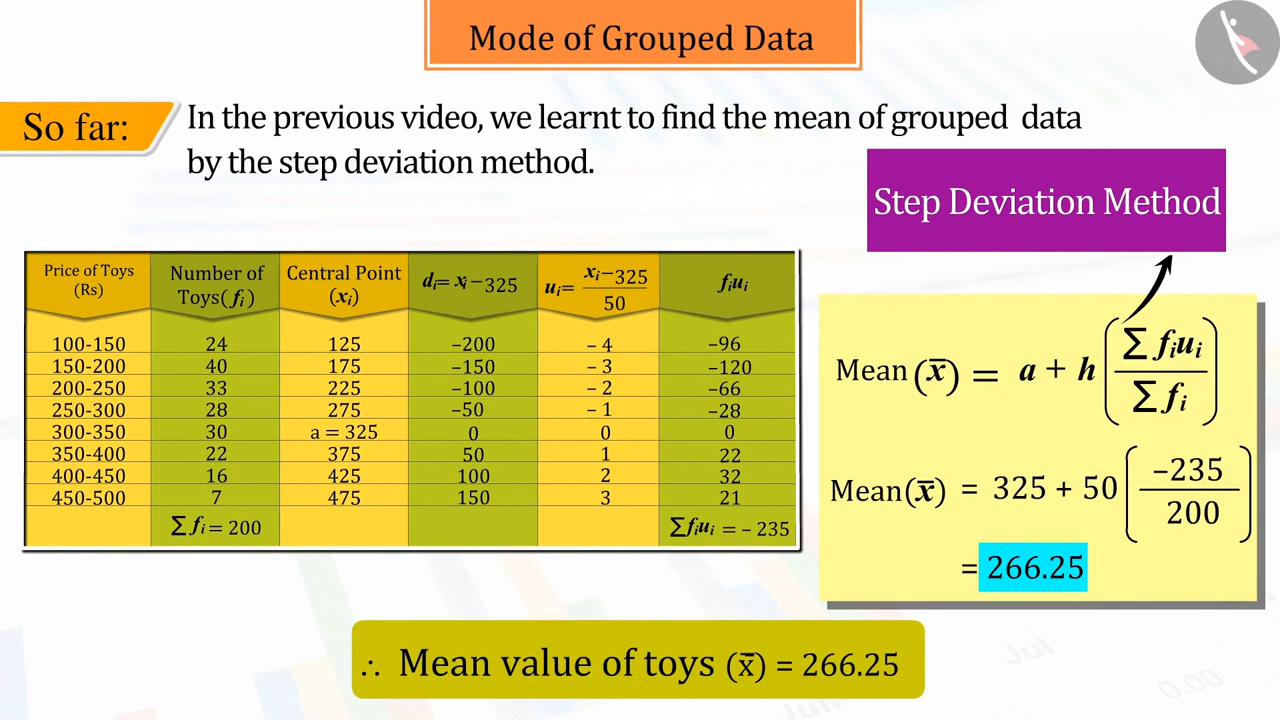 Mode of Grouped Data
So far:
In the previous video, we learnt to find the mean of grouped data
by the step deviation method.
Step Deviation Method
Price of Toys (Rs) | Number of Toys(fᵢ) | Central Point (xᵢ) | dᵢ= xᵢ−325 | uᵢ= xᵢ−325 / 50 | fᵢuᵢ
100-150 24 125 −200 − 4 −96
150-200 40 175 −150 − 3 −120
200-250 33 225 −100 − 2 −66
250-300 28 275 −50 − 1 −28
300-350 30 a = 325 0 0 0
350-400 22 375 50 1 22
400-450 16 425 100 2 32
450-500 7 475 150 3 21
∑ fᵢ = 200 ∑fᵢuᵢ = − 235
Mean (x̄) = a + h (∑ fᵢuᵢ / ∑ fᵢ)
Mean(x̄) = 325 + 50 (−235 / 200)
= 266.25
∴ Mean value of toys (x̄) = 266.25
Jul
0.00